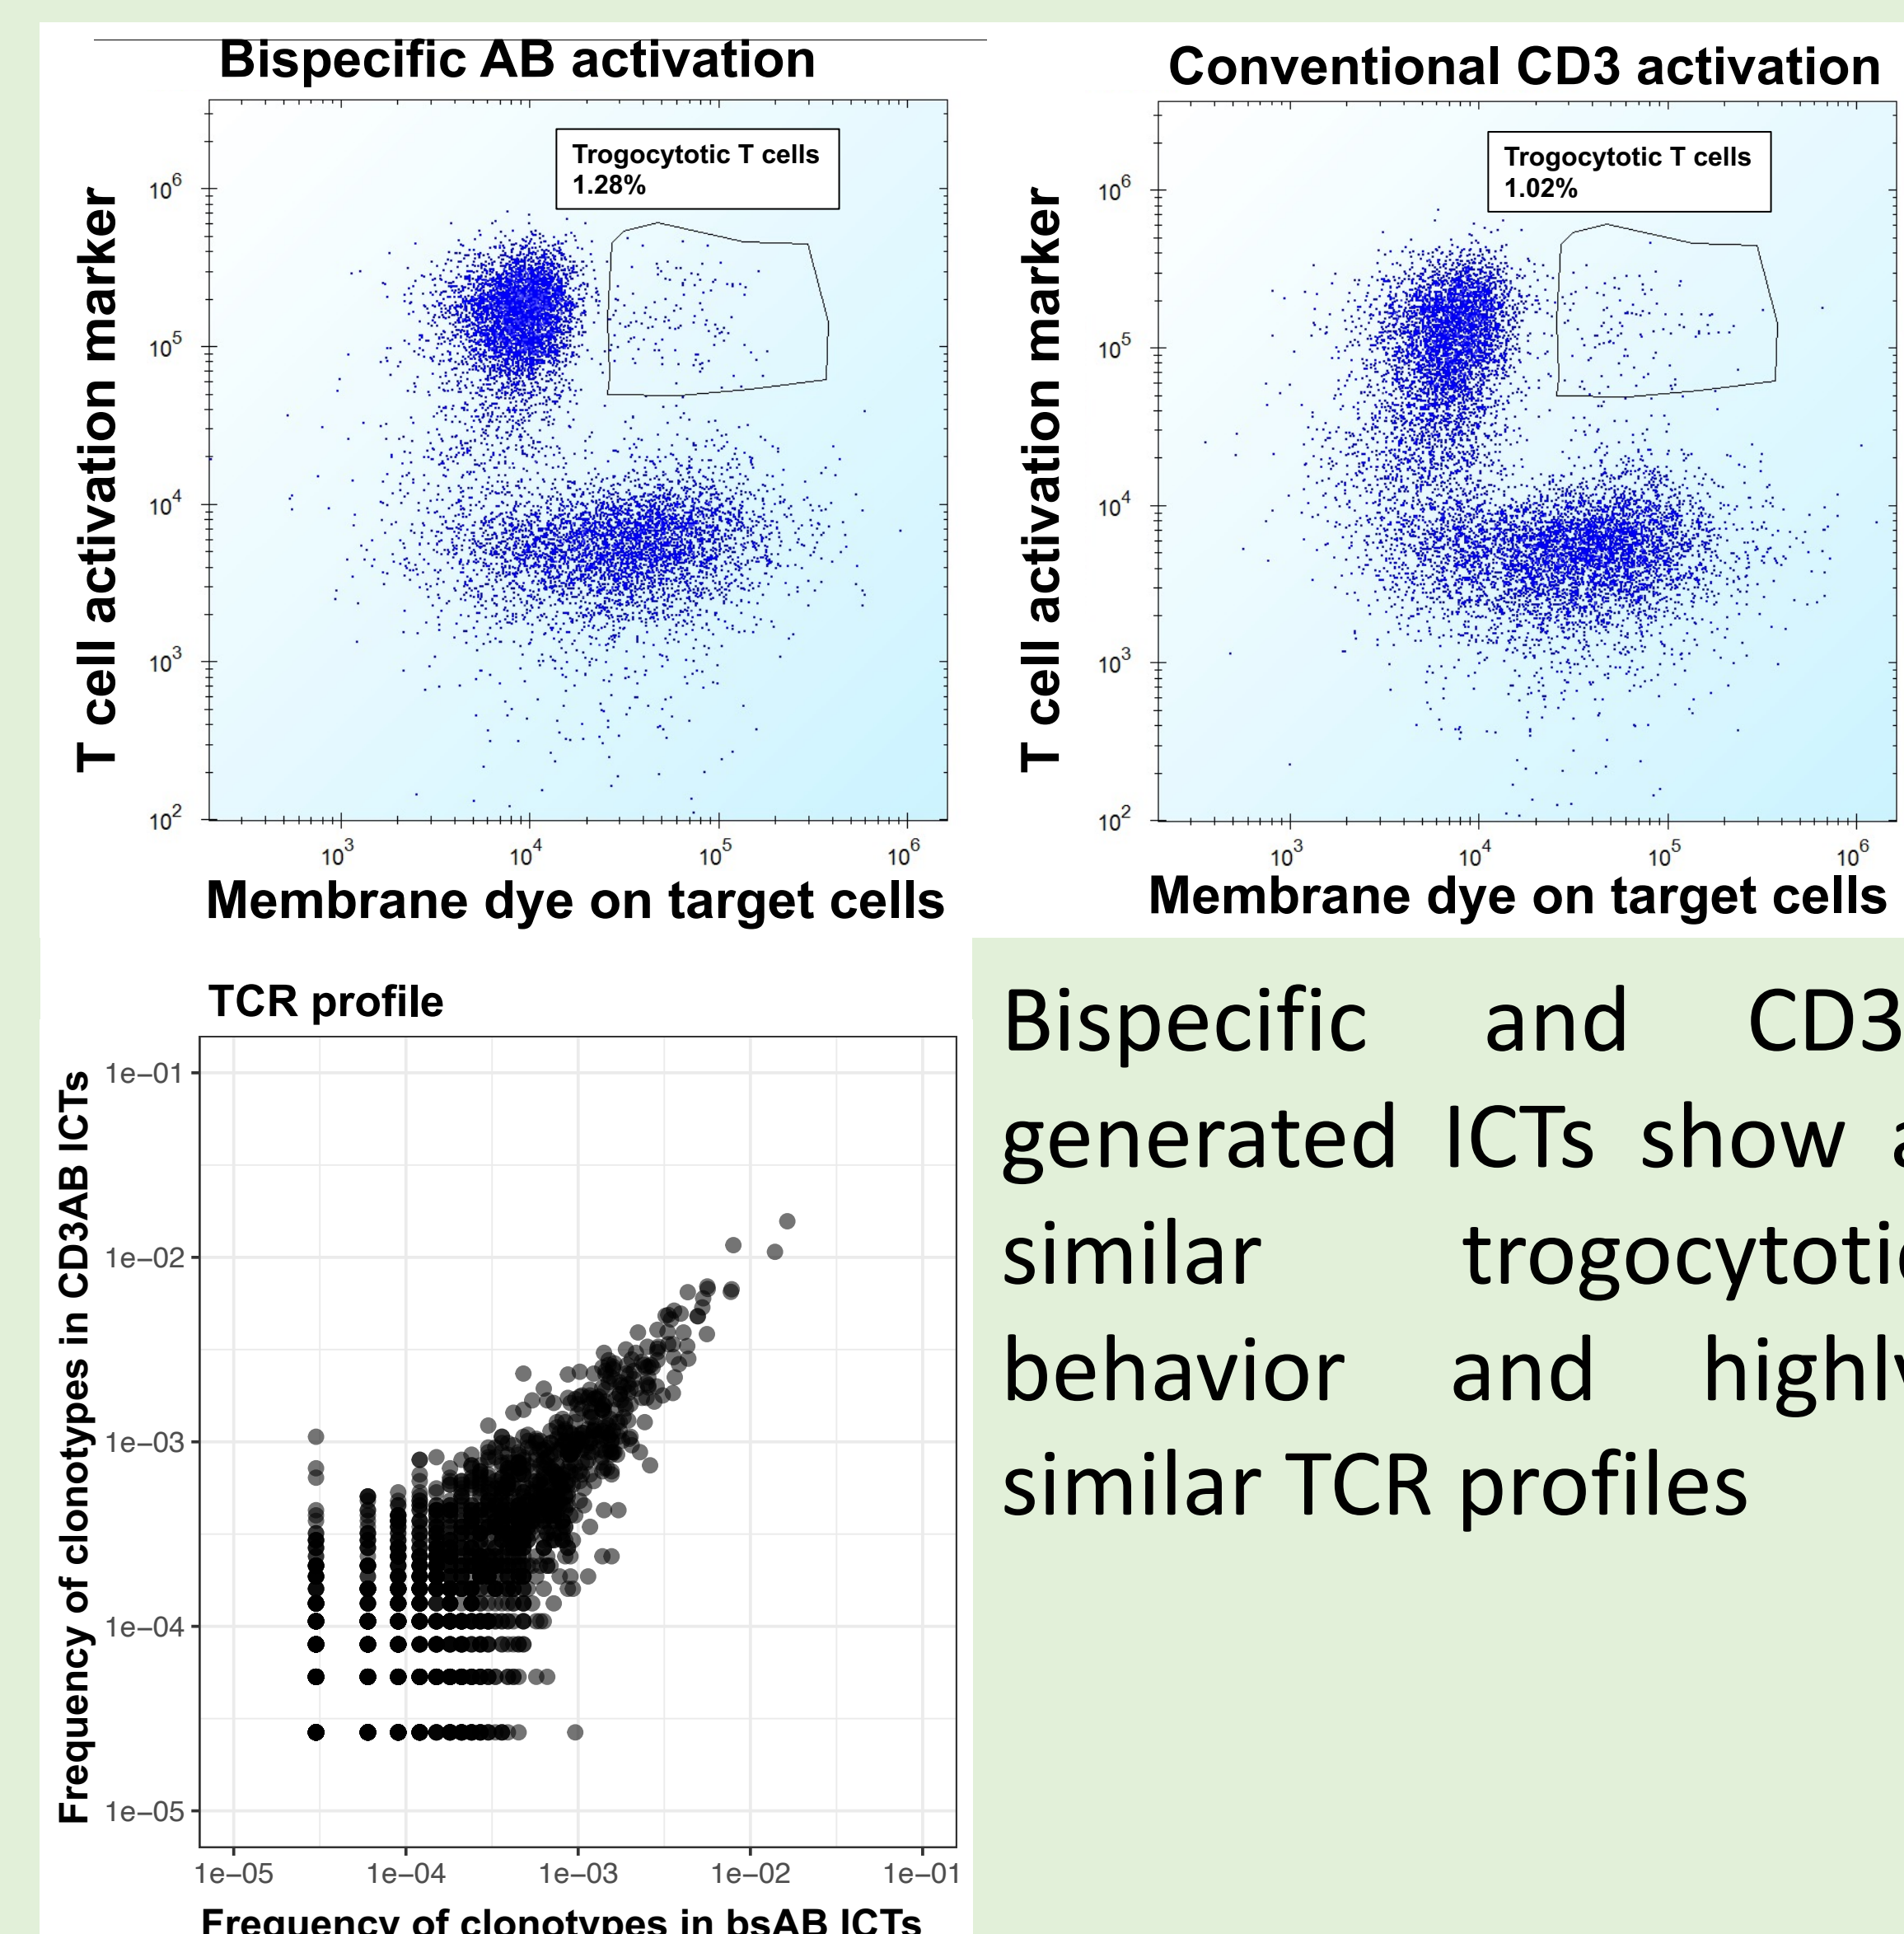 Bispecific AB activation
Trogocytotic T cells
1.28%
T cell activation marker
10^6
10^5
10^4
10^3
10^2
10^3
10^4
10^5
10^6
Membrane dye on target cells
Conventional CD3 activation
Trogocytotic T cells
1.02%
T cell activation marker
10^6
10^5
10^4
10^3
10^2
10^3
10^4
10^5
10^6
Membrane dye on target cells
TCR profile
Frequency of clonotypes in CD3AB ICTs
1e−01
1e−02
1e−03
1e−04
1e−05
1e−05
1e−04
1e−03
1e−02
1e−01
Frequency of clonotypes in bsAB ICTs
Bispecific and CD3
generated ICTs show a
similar trogocytotic
behavior and highly
similar TCR profiles